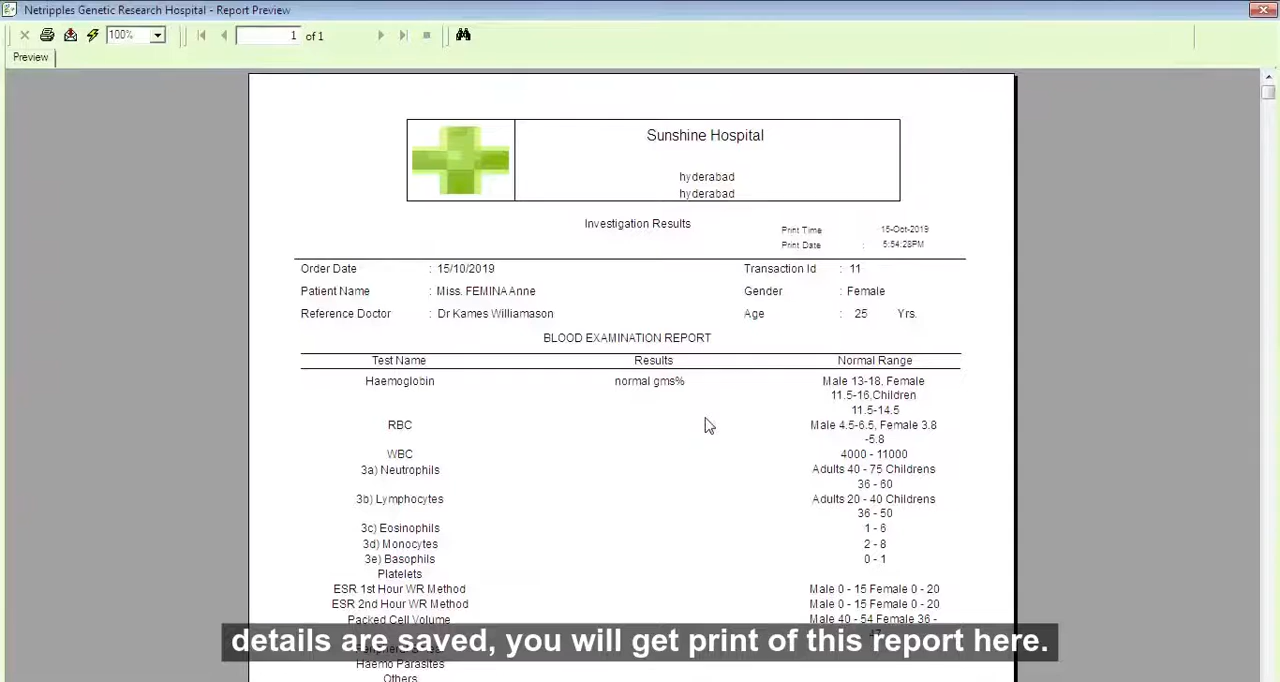 Netripples Genetic Research Hospital - Report Preview
100% 1 of 1
Preview
Sunshine Hospital
hyderabad
hyderabad
Investigation Results
Print Time 15-Oct-2019
Print Date : 5:54:28PM
Order Date : 15/10/2019 Transaction Id : 11
Patient Name : Miss. FEMINA Anne Gender : Female
Reference Doctor : Dr Kames Williamason Age : 25 Yrs.
BLOOD EXAMINATION REPORT
Test Name Results Normal Range
Haemoglobin normal gms% Male 13-18, Female
11.5-16,Children
11.5-14.5
RBC Male 4.5-6.5, Female 3.8
-5.8
WBC 4000 - 11000
3a) Neutrophils Adults 40 - 75 Childrens
36 - 60
3b) Lymphocytes Adults 20 - 40 Childrens
36 - 50
3c) Eosinophils 1 - 6
3d) Monocytes 2 - 8
3e) Basophils 0 - 1
Platelets
ESR 1st Hour WR Method Male 0 - 15 Female 0 - 20
ESR 2nd Hour WR Method Male 0 - 15 Female 0 - 20
Packed Cell Volume Male 40 - 54 Female 36 -
details are saved, you will get print of this report here.
Haemo Parasites
Others